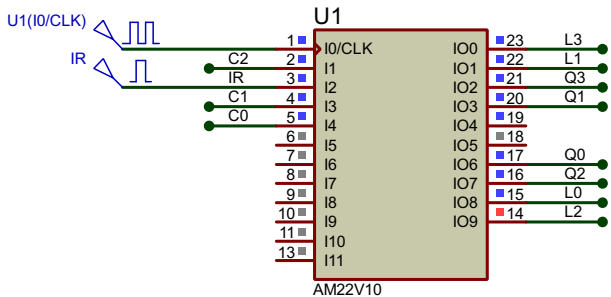 U1
U1(I0/CLK)
1 I0/CLK IO0 23 L3
C2 2 I1 IO1 22 L1
IR
IR 3 I2 IO2 21 Q3
C1 4 I3 IO3 20 Q1
C0 5 I4 IO4 19
6 I5 IO5 18
7 I6 IO6 17 Q0
8 I7 IO7 16 Q2
9 I8 IO8 15 L0
10 I9 IO9 14 L2
11 I10
13 I11
AM22V10